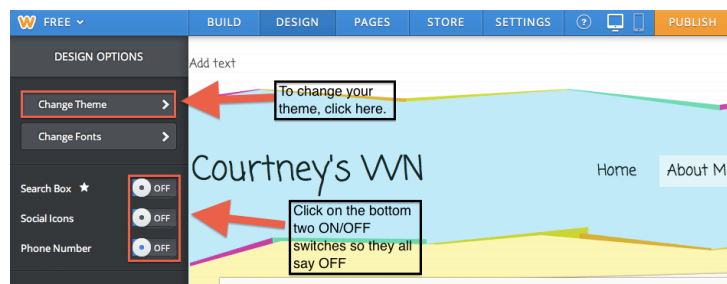 FREE BUILD DESIGN PAGES STORE SETTINGS ? PUBLISH
DESIGN OPTIONS
Add text
Change Theme
To change your
theme, click here.
Change Fonts
Courtney's WN
Home About M
Search Box OFF
Social Icons OFF
Phone Number OFF
Click on the bottom
two ON/OFF
switches so they all
say OFF